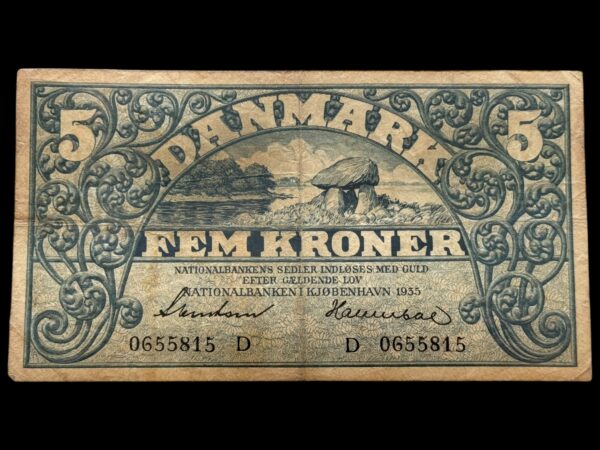 5 DANMARK 5
FEM KRONER
NATIONALBANKENS SEDLER INDLØSES MED GULD
EFTER GÆLDENDE LOV
NATIONALBANKEN I KJØBENHAVN 1935
0655815 D D 0655815